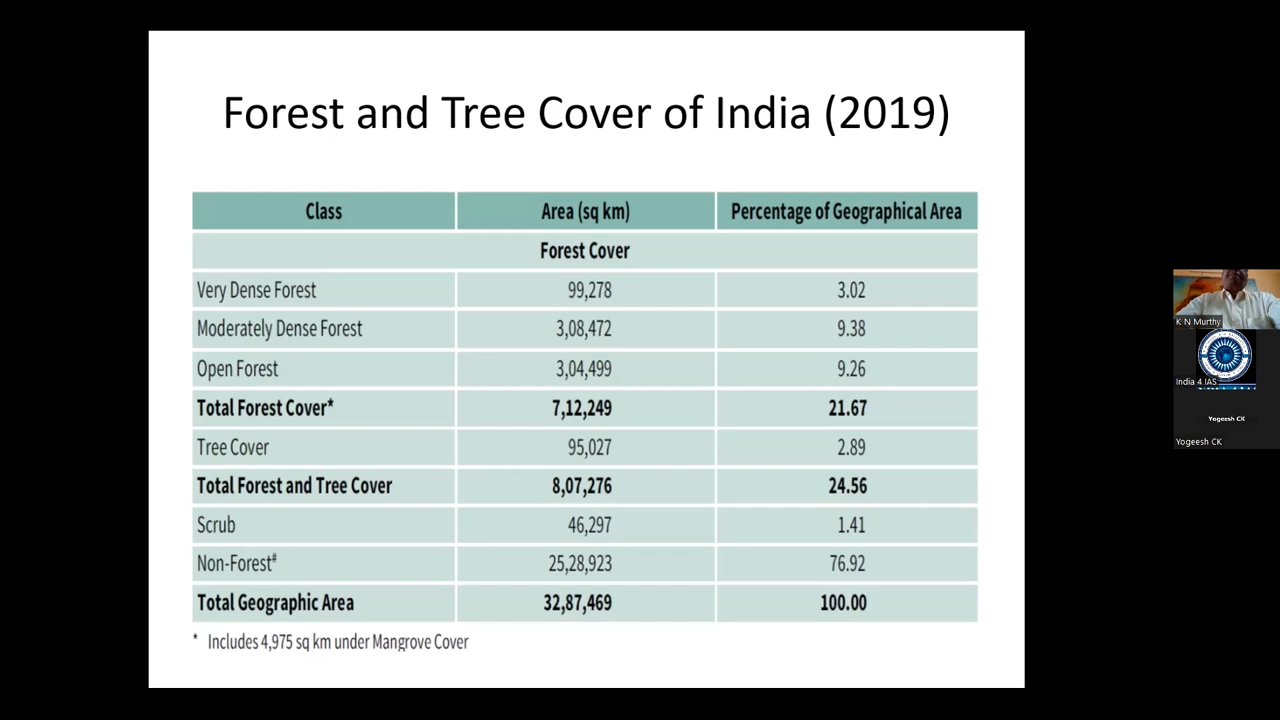 Forest and Tree Cover of India (2019)
Class Area (sq km) Percentage of Geographical Area
Forest Cover
Very Dense Forest 99,278 3.02
Moderately Dense Forest 3,08,472 9.38
Open Forest 3,04,499 9.26
Total Forest Cover* 7,12,249 21.67
Tree Cover 95,027 2.89
Total Forest and Tree Cover 8,07,276 24.56
Scrub 46,297 1.41
Non-Forest# 25,28,923 76.92
Total Geographic Area 32,87,469 100.00
* Includes 4,975 sq km under Mangrove Cover
K N Murthy
India 4 IAS
Yogeesh CK
Yogeesh CK